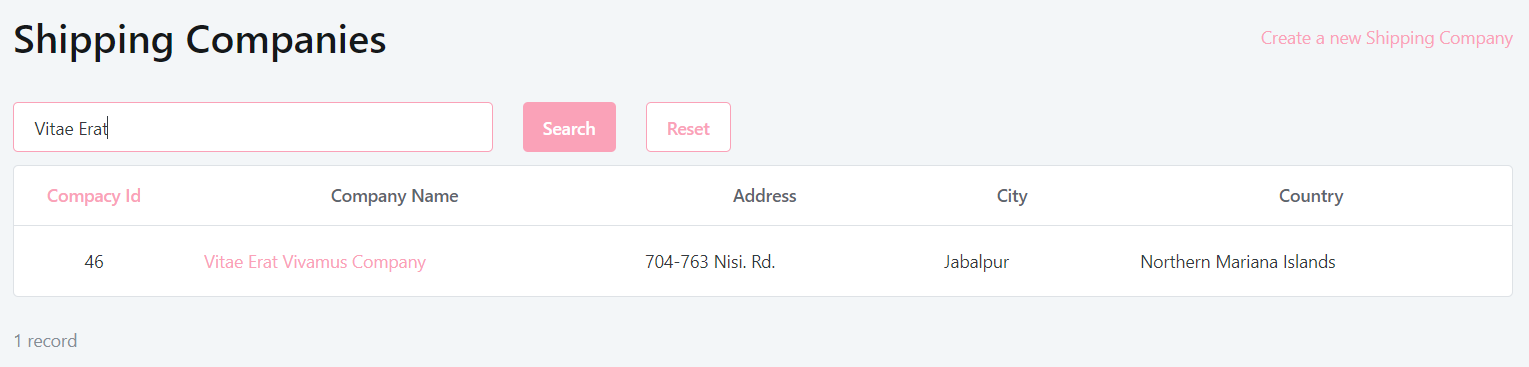 Shipping Companies
Create a new Shipping Company
Vitae Erat
Search
Reset
Compacy Id Company Name Address City Country
46 Vitae Erat Vivamus Company 704-763 Nisi. Rd. Jabalpur Northern Mariana Islands
1 record